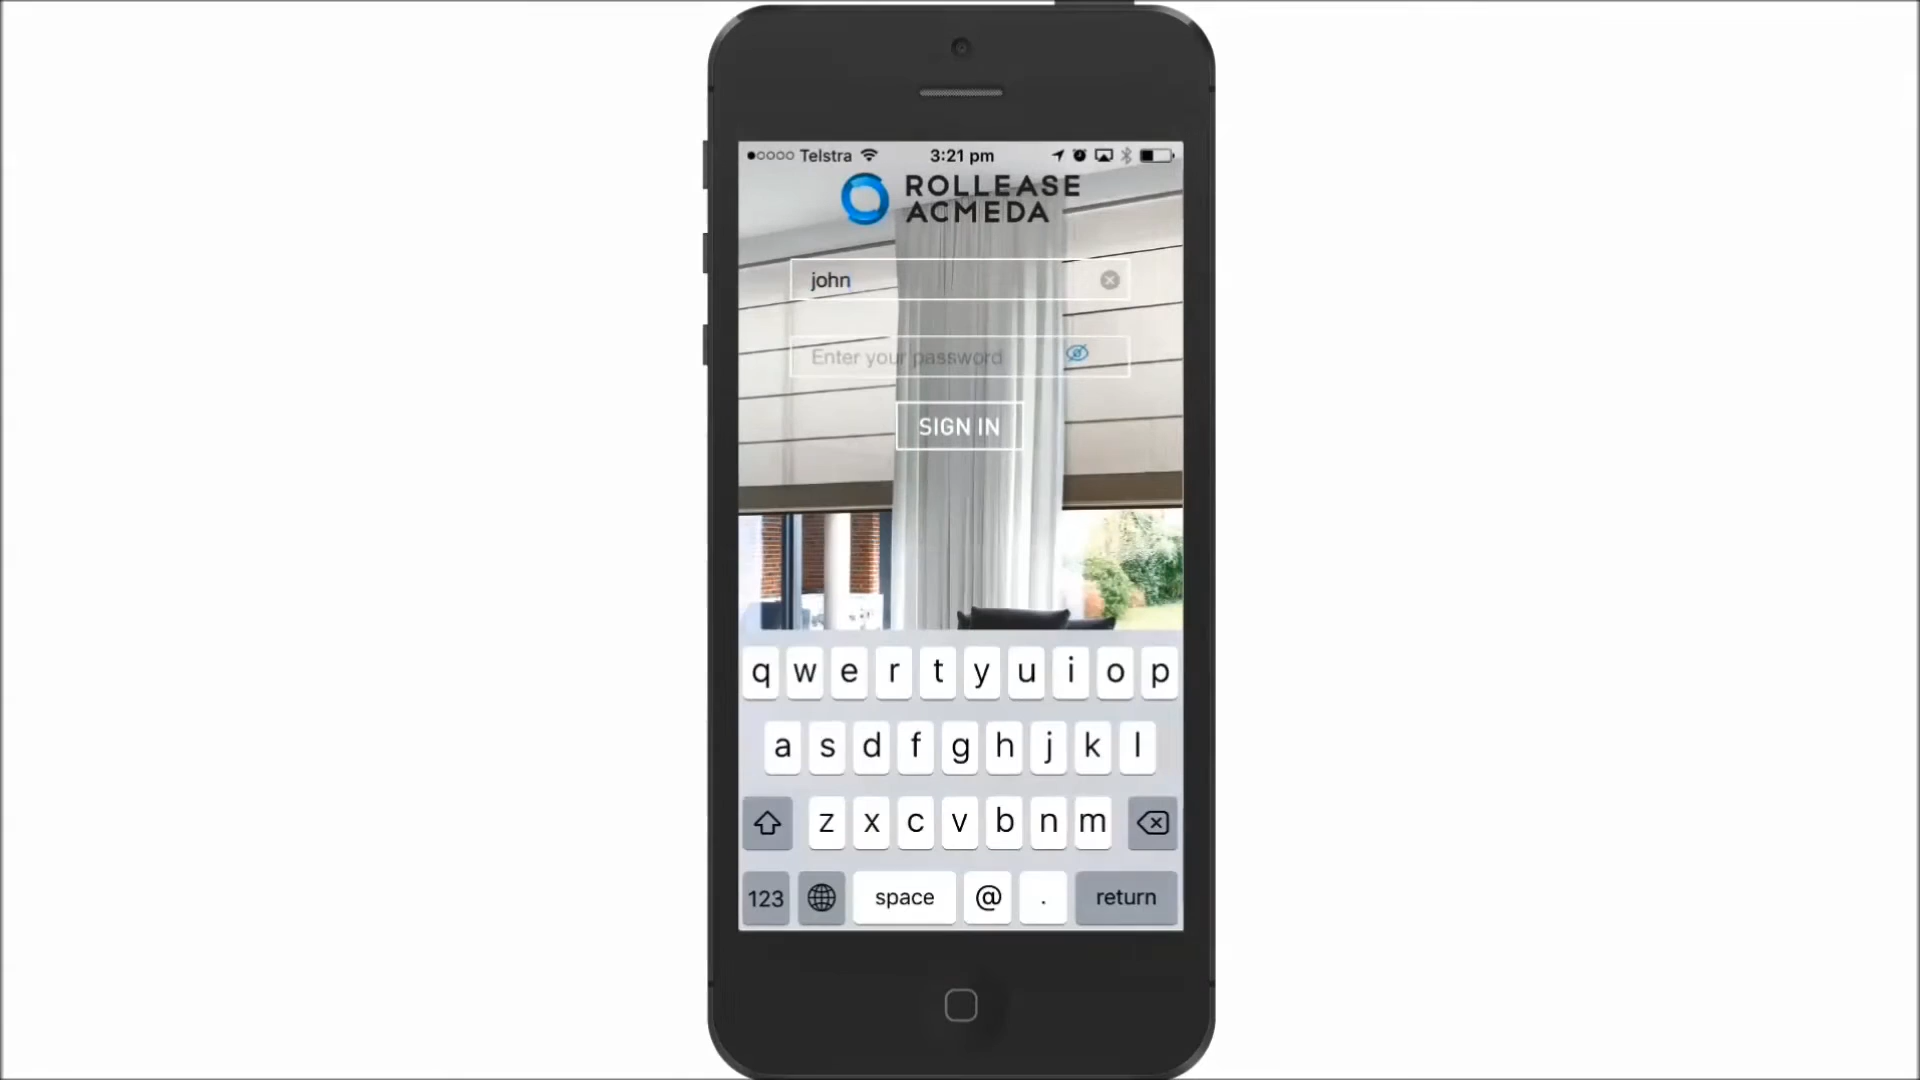 Telstra 3:21 pm
ROLLEASE
ACMEDA
john
Enter your password
SIGN IN
q w e r t y u i o p
a s d f g h j k l
z x c v b n m
123 space @ . return